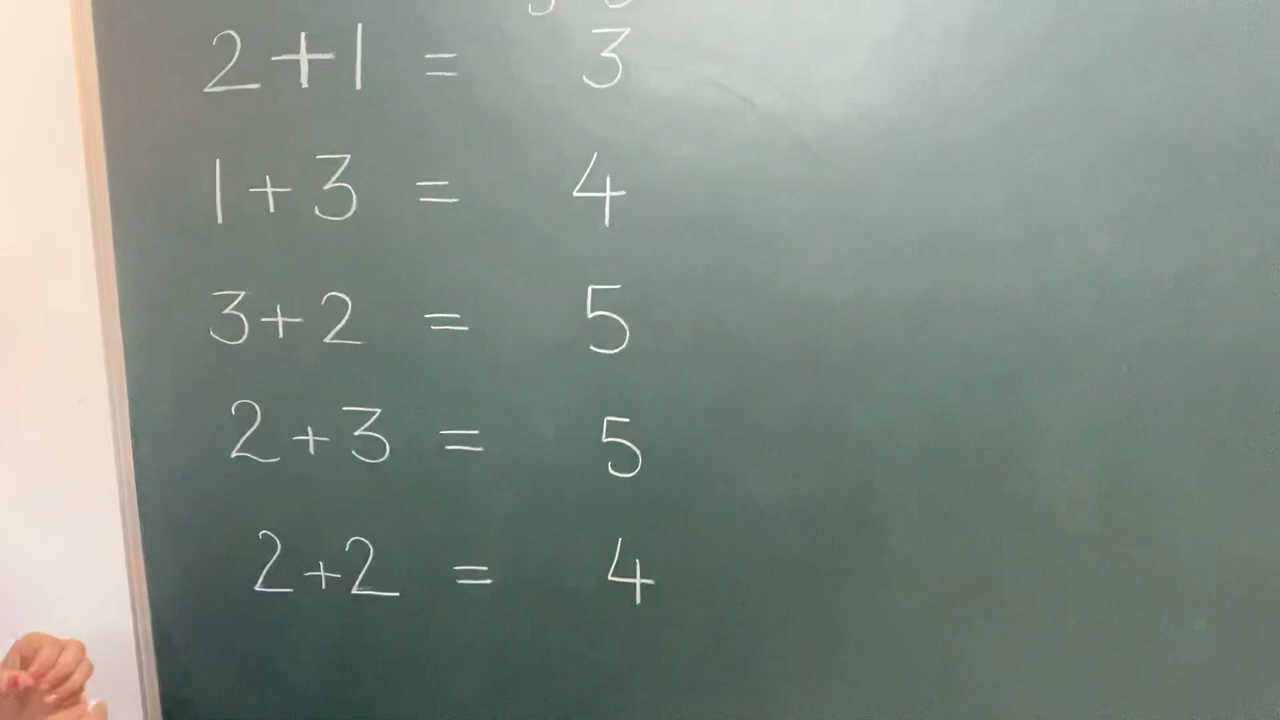 2+1 = 3
1+3 = 4
3+2 = 5
2+3 = 5
2+2 = 4